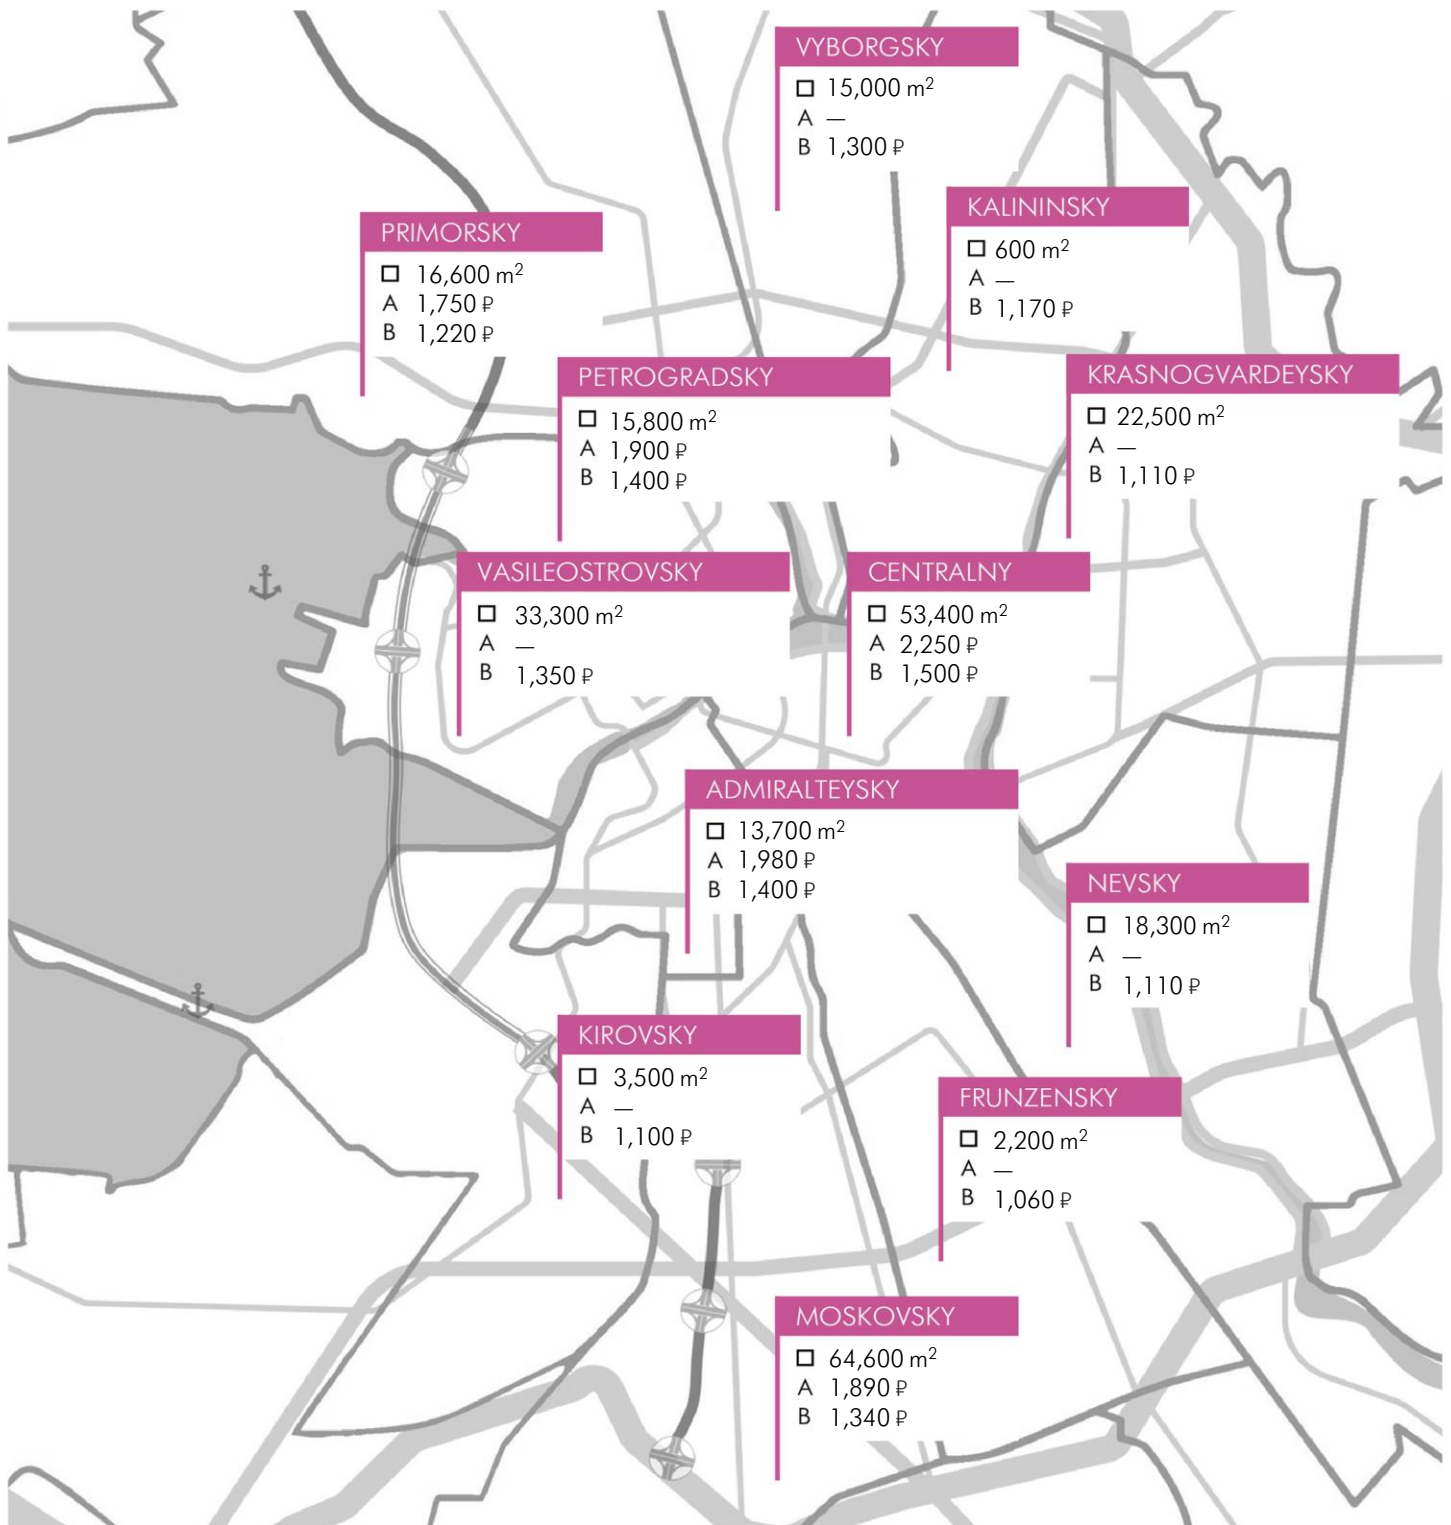 VYBORGSKY
15,000 m²
A —
B 1,300 ₽
KALININSKY
600 m²
A —
B 1,170 ₽
PRIMORSKY
16,600 m²
A 1,750 ₽
B 1,220 ₽
PETROGRADSKY
15,800 m²
A 1,900 ₽
B 1,400 ₽
KRASNOGVARDEYSKY
22,500 m²
A —
B 1,110 ₽
VASILEOSTROVSKY
33,300 m²
A —
B 1,350 ₽
CENTRALNY
53,400 m²
A 2,250 ₽
B 1,500 ₽
ADMIRALTEYSKY
13,700 m²
A 1,980 ₽
B 1,400 ₽
NEVSKY
18,300 m²
A —
B 1,110 ₽
KIROVSKY
3,500 m²
A —
B 1,100 ₽
FRUNZENSKY
2,200 m²
A —
B 1,060 ₽
MOSKOVSKY
64,600 m²
A 1,890 ₽
B 1,340 ₽